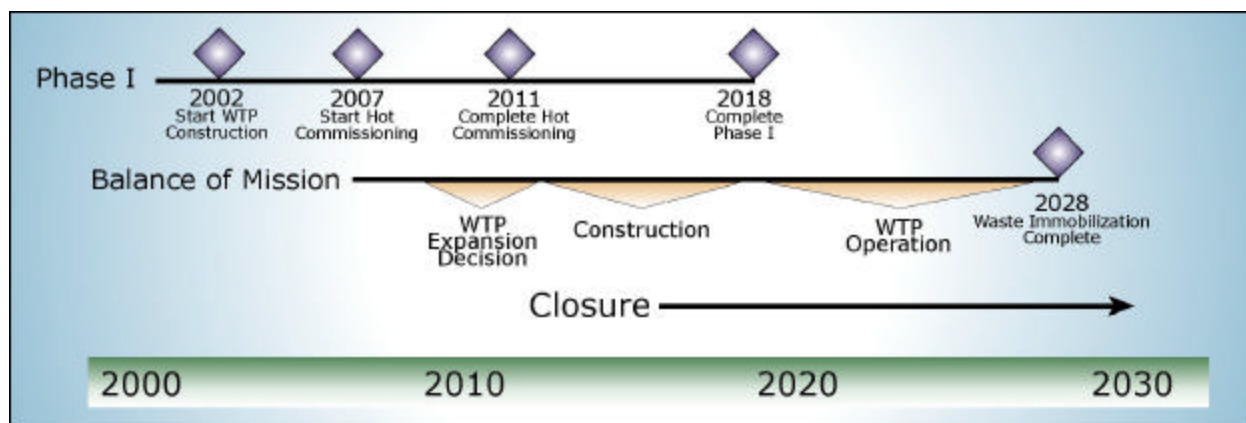 Phase I
2002
Start WTP
Construction
2007
Start Hot
Commissioning
2011
Complete Hot
Commissioning
2018
Complete
Phase I
Balance of Mission
WTP
Expansion
Decision
Construction
WTP
Operation
2028
Waste Immobilization
Complete
Closure
2000 2010 2020 2030